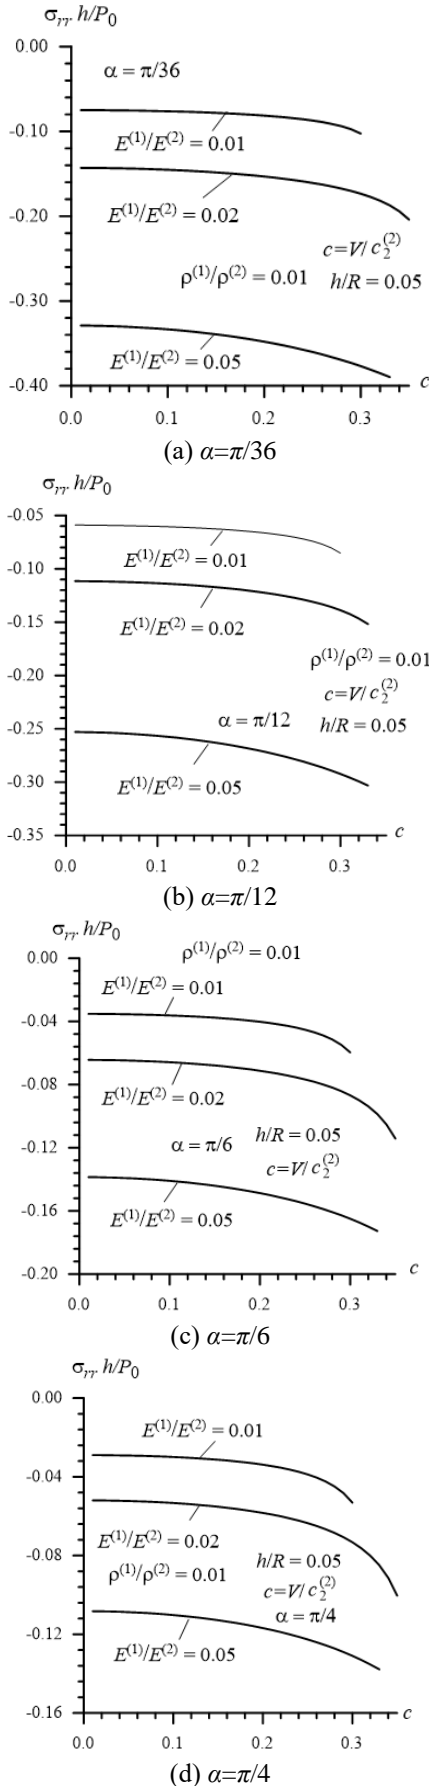 σ_rr h/P₀
0.00
α = π/36
-0.10
E⁽¹⁾/E⁽²⁾ = 0.01
-0.20
E⁽¹⁾/E⁽²⁾ = 0.02
c=V/c₂⁽²⁾
ρ⁽¹⁾/ρ⁽²⁾ = 0.01 h/R = 0.05
-0.30
E⁽¹⁾/E⁽²⁾ = 0.05
-0.40
c
0.0 0.1 0.2 0.3
(a) α=π/36
σ_rr h/P₀
-0.05
E⁽¹⁾/E⁽²⁾ = 0.01
-0.10
E⁽¹⁾/E⁽²⁾ = 0.02
-0.15
ρ⁽¹⁾/ρ⁽²⁾ = 0.01
-0.20
c=V/c₂⁽²⁾
α = π/12 h/R = 0.05
-0.25
E⁽¹⁾/E⁽²⁾ = 0.05
-0.30
-0.35
c
0.0 0.1 0.2 0.3
(b) α=π/12
σ_rr h/P₀
0.00
ρ⁽¹⁾/ρ⁽²⁾ = 0.01
E⁽¹⁾/E⁽²⁾ = 0.01
-0.04
-0.08
E⁽¹⁾/E⁽²⁾ = 0.02
-0.12
α = π/6 h/R = 0.05
c=V/c₂⁽²⁾
-0.16
E⁽¹⁾/E⁽²⁾ = 0.05
-0.20
c
0.0 0.1 0.2 0.3
(c) α=π/6
σ_rr h/P₀
0.00
E⁽¹⁾/E⁽²⁾ = 0.01
-0.04
E⁽¹⁾/E⁽²⁾ = 0.02
-0.08
h/R = 0.05
ρ⁽¹⁾/ρ⁽²⁾ = 0.01
c=V/c₂⁽²⁾
α = π/4
-0.12
E⁽¹⁾/E⁽²⁾ = 0.05
-0.16
c
0.0 0.1 0.2 0.3
(d) α=π/4